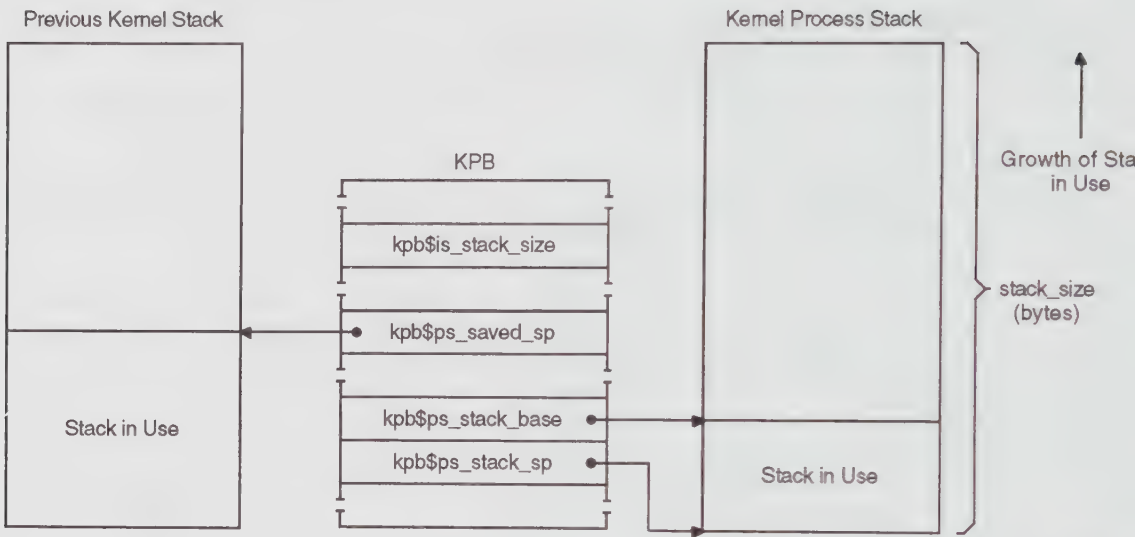 Previous Kernel Stack
Kernel Process Stack
KPB
Growth of
in Use
kpb$is_stack_size
stack_size
(bytes)
kpb$ps_saved_sp
kpb$ps_stack_base
Stack in Use
kpb$ps_stack_sp
Stack in Use